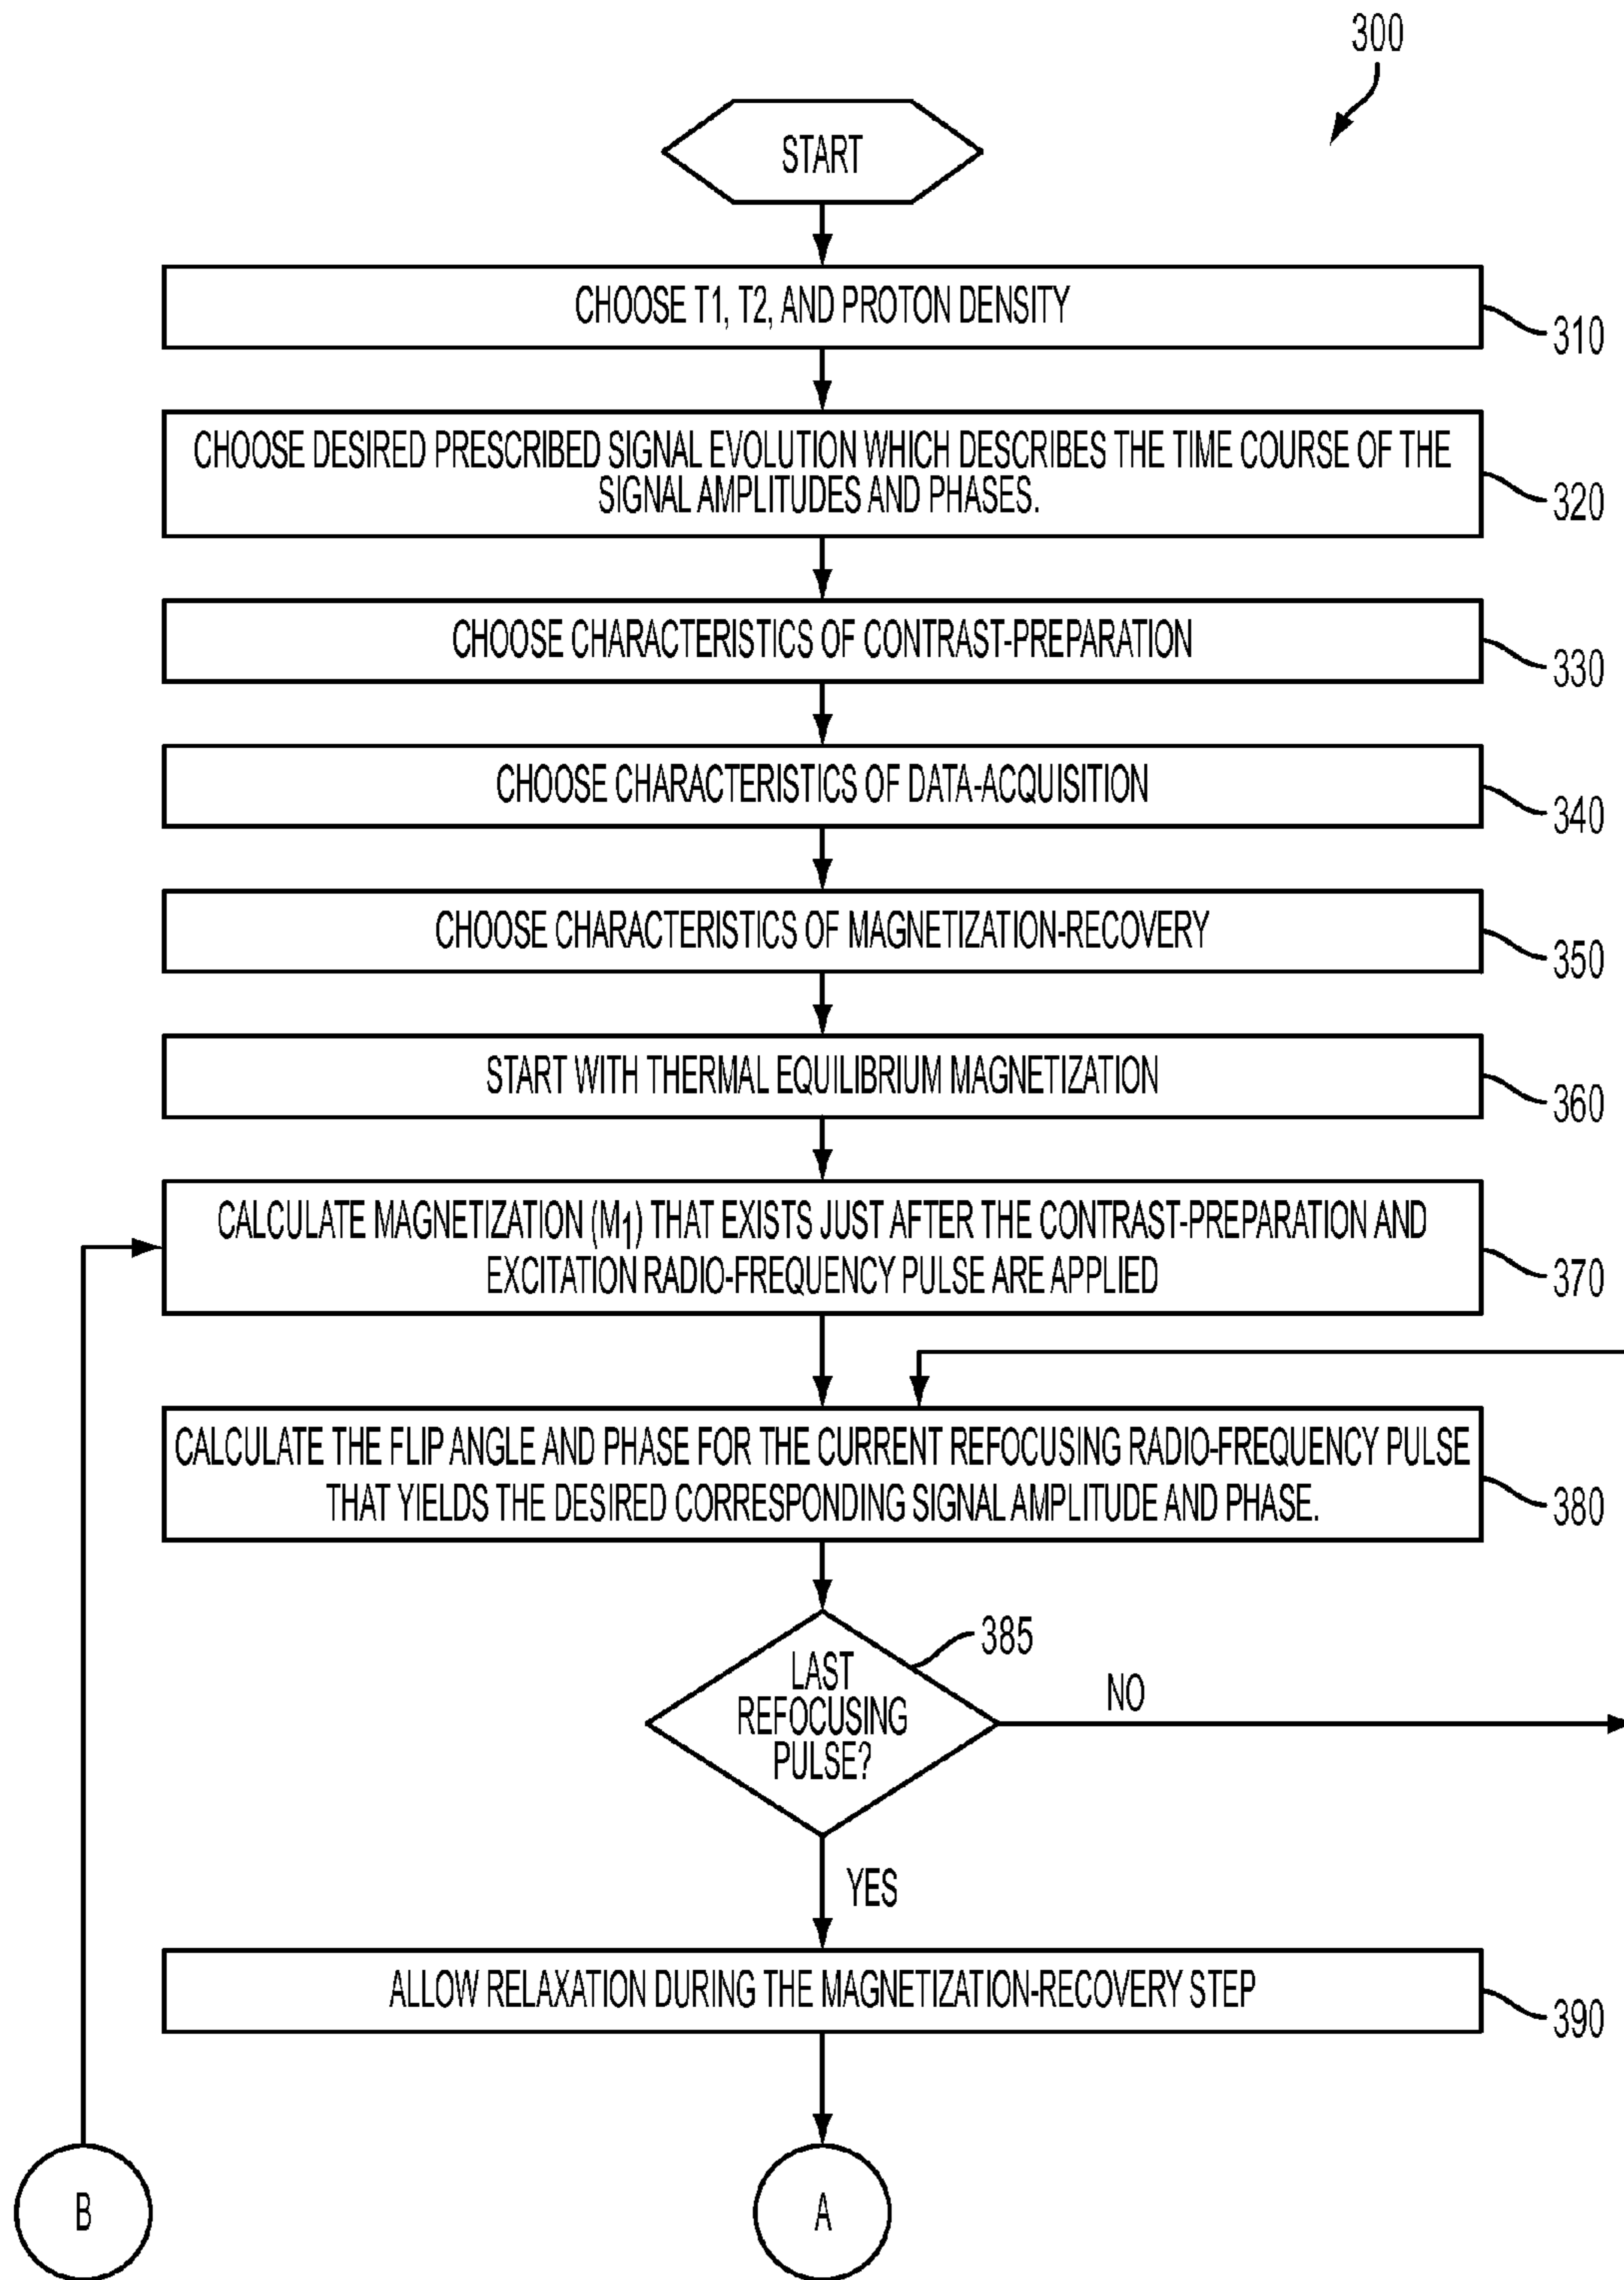 300
START
CHOOSE T1, T2, AND PROTON DENSITY
310
CHOOSE DESIRED PRESCRIBED SIGNAL EVOLUTION WHICH DESCRIBES THE TIME COURSE OF THE
SIGNAL AMPLITUDES AND PHASES.
320
CHOOSE CHARACTERISTICS OF CONTRAST-PREPARATION
330
CHOOSE CHARACTERISTICS OF DATA-ACQUISITION
340
CHOOSE CHARACTERISTICS OF MAGNETIZATION-RECOVERY
350
START WITH THERMAL EQUILIBRIUM MAGNETIZATION
360
CALCULATE MAGNETIZATION (M1) THAT EXISTS JUST AFTER THE CONTRAST-PREPARATION AND
EXCITATION RADIO-FREQUENCY PULSE ARE APPLIED
370
CALCULATE THE FLIP ANGLE AND PHASE FOR THE CURRENT REFOCUSING RADIO-FREQUENCY PULSE
THAT YIELDS THE DESIRED CORRESPONDING SIGNAL AMPLITUDE AND PHASE.
380
385
LAST
REFOCUSING
PULSE?
NO
YES
ALLOW RELAXATION DURING THE MAGNETIZATION-RECOVERY STEP
390
B
A